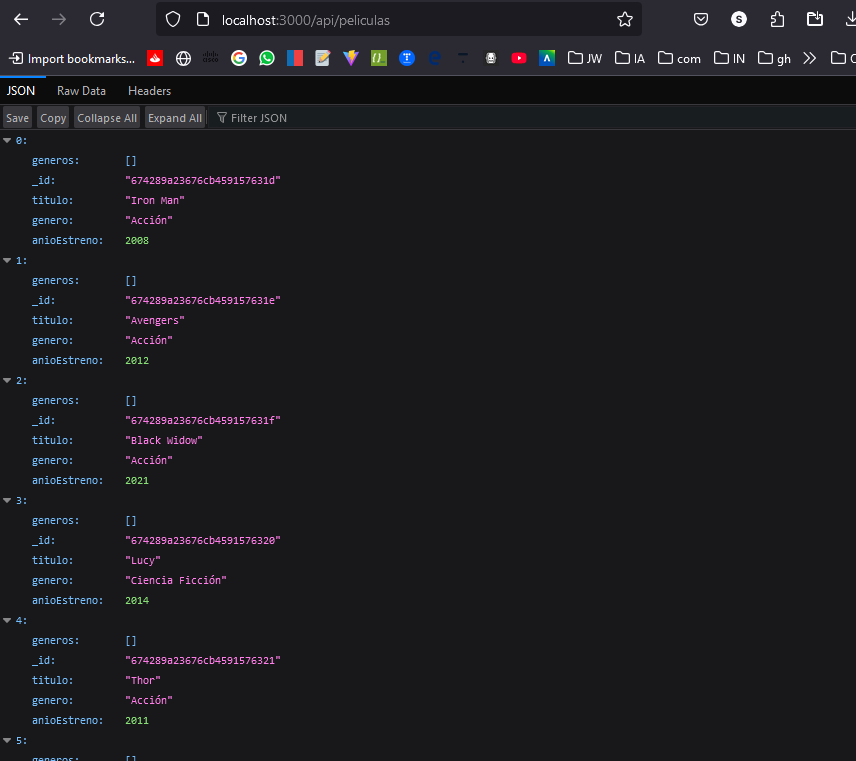 localhost:3000/api/peliculas
S
Import bookmarks... JW IA com IN gh
JSON Raw Data Headers
Save Copy Collapse All Expand All Filter JSON
0:
generos: []
_id: "674289a23676cb459157631d"
titulo: "Iron Man"
genero: "Acción"
anioEstreno: 2008
1:
generos: []
_id: "674289a23676cb459157631e"
titulo: "Avengers"
genero: "Acción"
anioEstreno: 2012
2:
generos: []
_id: "674289a23676cb459157631f"
titulo: "Black Widow"
genero: "Acción"
anioEstreno: 2021
3:
generos: []
_id: "674289a23676cb4591576320"
titulo: "Lucy"
genero: "Ciencia Ficción"
anioEstreno: 2014
4:
generos: []
_id: "674289a23676cb4591576321"
titulo: "Thor"
genero: "Acción"
anioEstreno: 2011
5:
generos: []